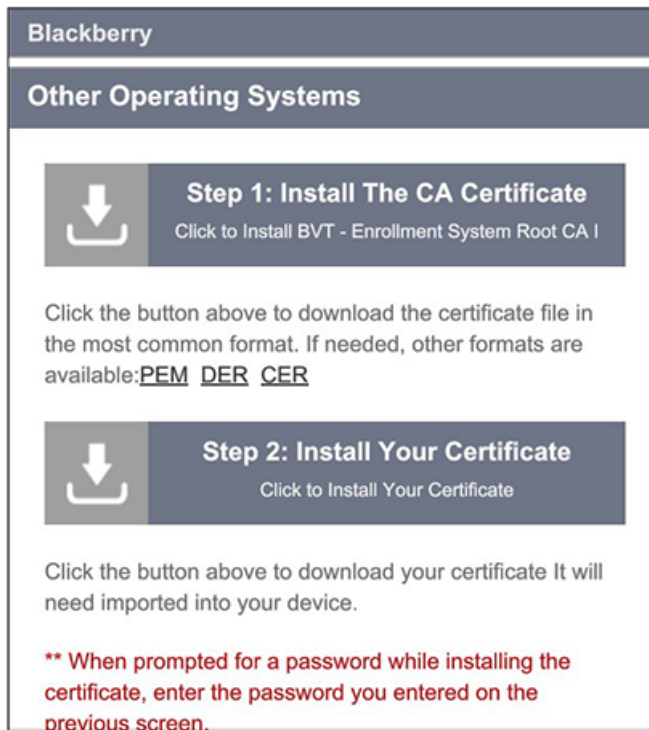 Blackberry
Other Operating Systems
Step 1: Install The CA Certificate
Click to Install BVT - Enrollment System Root CA I
Click the button above to download the certificate file in
the most common format. If needed, other formats are
available:PEM DER CER
Step 2: Install Your Certificate
Click to Install Your Certificate
Click the button above to download your certificate It will
need imported into your device.
** When prompted for a password while installing the
certificate, enter the password you entered on the
previous screen.